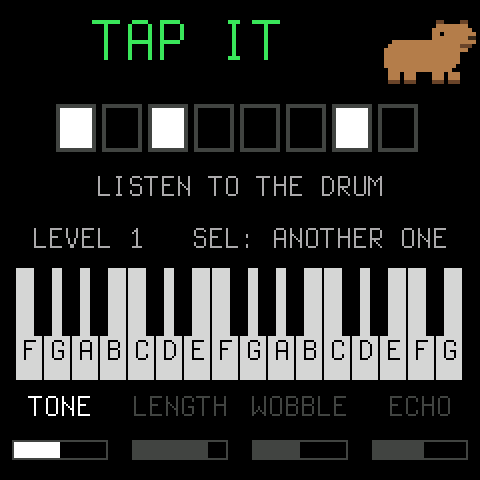 TAP IT
LISTEN TO THE DRUM
LEVEL 1 SEL: ANOTHER ONE
F G A B C D E F G A B C D E F G
TONE LENGTH WOBBLE ECHO